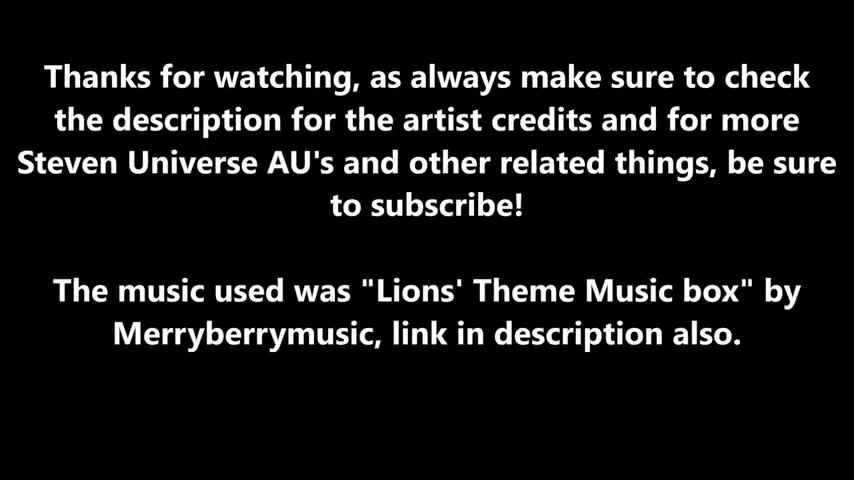 Thanks for watching, as always make sure to check
the description for the artist credits and for more
Steven Universe AU's and other related things, be sure
to subscribe!
The music used was "Lions' Theme Music box" by
Merryberrymusic, link in description also.